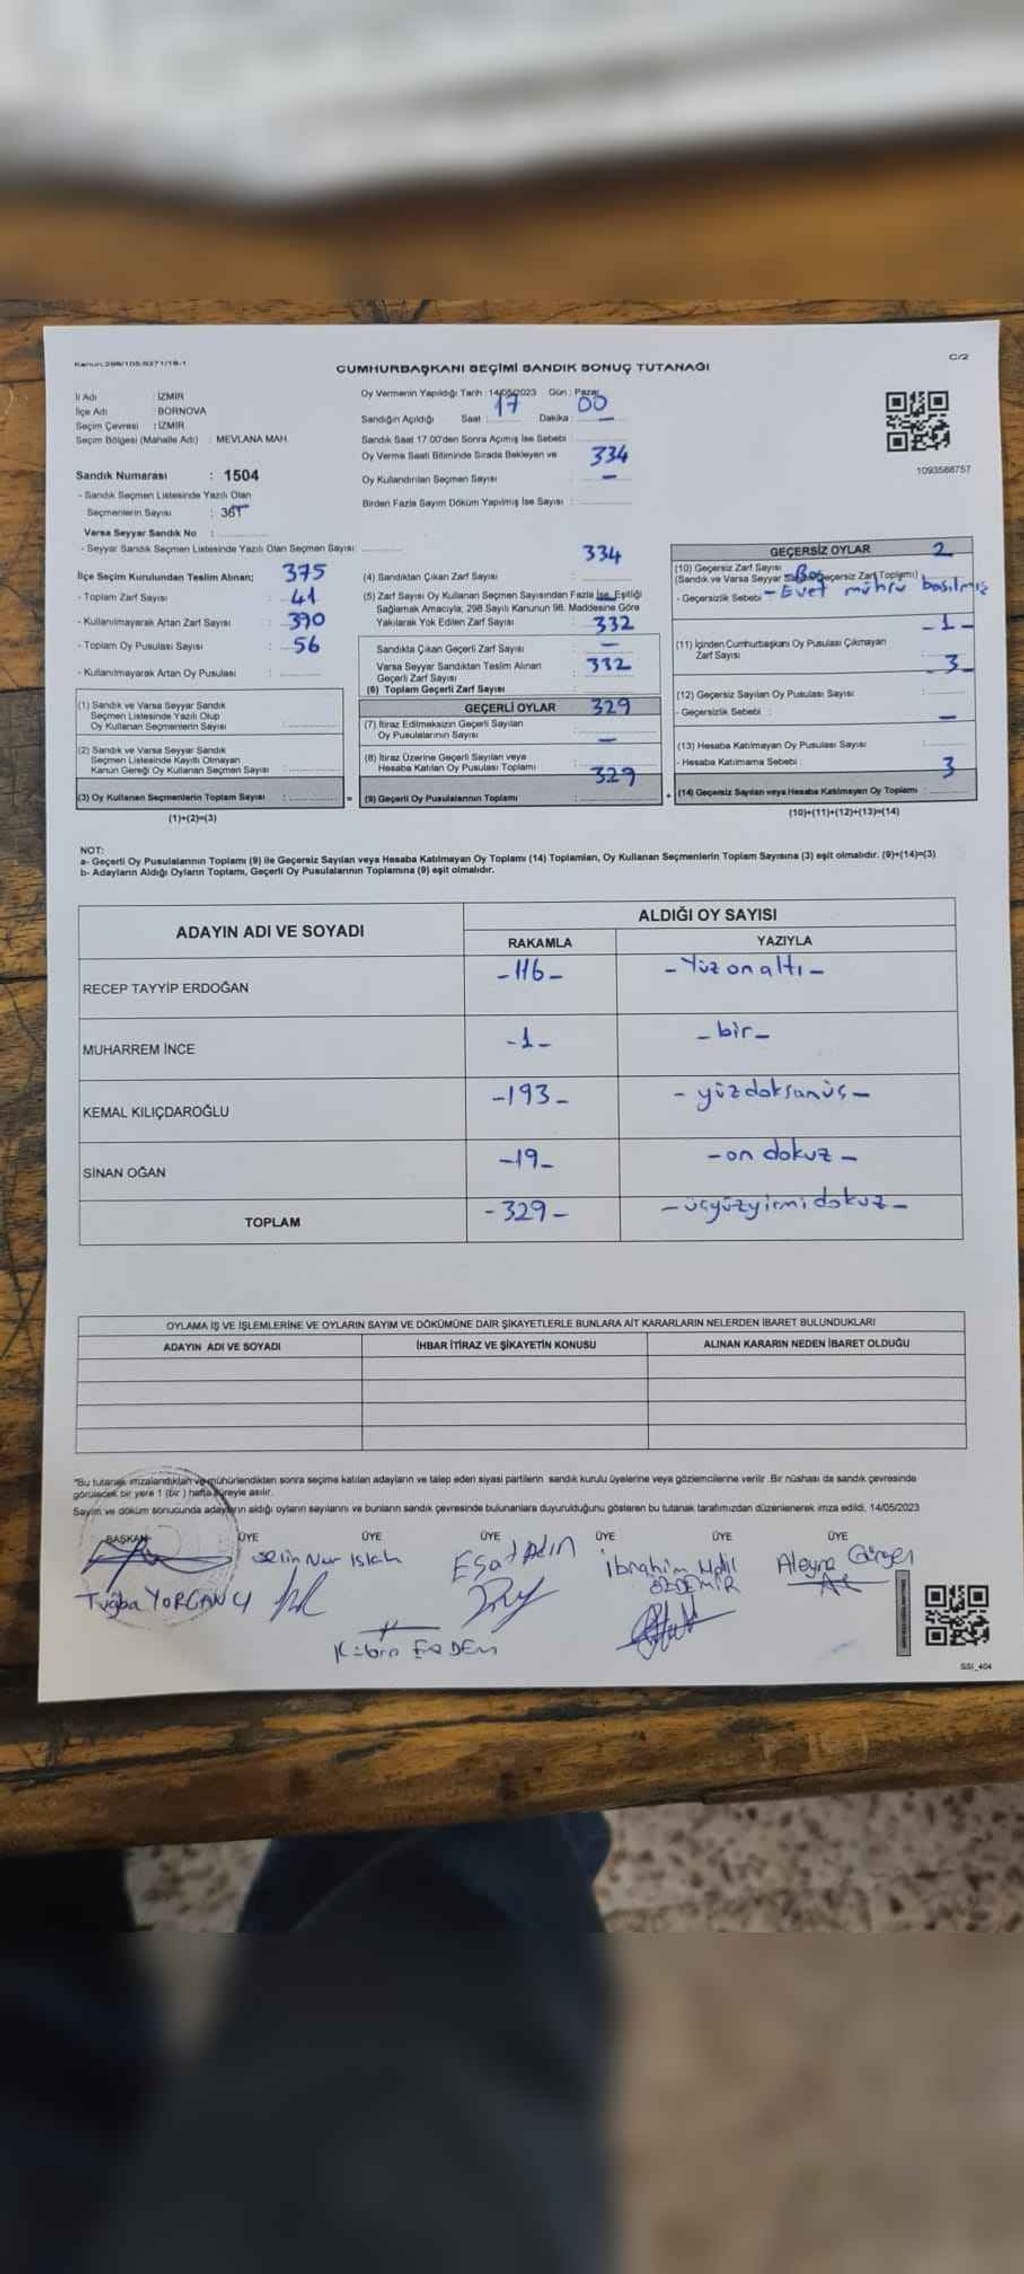 Kanun:298/105-6271/18-1
C/2
CUMHURBAŞKANI SEÇİMİ SANDIK SONUÇ TUTANAĞI
İl Adı : İZMİR
İlçe Adı : BORNOVA
Seçim Çevresi : İZMİR
Seçim Bölgesi (Mahalle Adı) : MEVLANA MAH.
Sandık Numarası : 1504
- Sandık Seçmen Listesinde Yazılı Olan
Seçmenlerin Sayısı :
Varsa Seyyar Sandık No :
- Seyyar Sandık Seçmen Listesinde Yazılı Olan Seçmen Sayısı:
Oy Vermenin Yapıldığı Tarih : 14/05/2023 Gün : Pazar
Sandığın Açıldığı Saat : 17 Dakika : 00
Sandık Saat 17.00'den Sonra Açımış İse Sebebi : —
Oy Verme Saati Bitiminde Sırada Bekleyen ve
Oy Kullandırılan Seçmen Sayısı : 334
Birden Fazla Sayım Döküm Yapılmış İse Sayısı : —
1093588757
İlçe Seçim Kurulundan Teslim Alınan;
- Toplam Zarf Sayısı : 375
- Kullanılmayarak Artan Zarf Sayısı : 41
- Toplam Oy Pusulası Sayısı : 390
- Kullanılmayarak Artan Oy Pusulası : 56
(1) Sandık ve Varsa Seyyar Sandık
Seçmen Listesinde Yazılı Olup
Oy Kullanan Seçmenlerin Sayısı
(2) Sandık ve Varsa Seyyar Sandık
Seçmen Listesinde Kayıtlı Olmayan
Kanun Gereği Oy Kullanan Seçmen Sayısı
(3) Oy Kullanan Seçmenlerin Toplam Sayısı :
(1)+(2)=(3)
(4) Sandıktan Çıkan Zarf Sayısı : 334
(5) Zarf Sayısı Oy Kullanan Seçmen Sayısından Fazla İse, Eşitliği
Sağlamak Amacıyla; 298 Sayılı Kanunun 98. Maddesine Göre
Yakılarak Yok Edilen Zarf Sayısı : —
Sandıkta Çıkan Geçerli Zarf Sayısı : 332
Varsa Seyyar Sandıktan Teslim Alınan
Geçerli Zarf Sayısı : —
(6) Toplam Geçerli Zarf Sayısı : 332
GEÇERLİ OYLAR
(7) İtiraz Edilmeksizin Geçerli Sayılan
Oy Pusulalarının Sayısı : 329
(8) İtiraz Üzerine Geçerli Sayılan veya
Hesaba Katılan Oy Pusulası Toplamı : —
= (9) Geçerli Oy Pusulalarının Toplamı : 329
GEÇERSİZ OYLAR
(10) Geçersiz Zarf Sayısı 2
(Sandık ve Varsa Seyyar Sandık Geçersiz Zarf Toplamı)
- Geçersizlik Sebebi - Boş
- Evet mührü basılmış
(11) İçinden Cumhurbaşkanı Oy Pusulası Çıkmayan
Zarf Sayısı -1-
(12) Geçersiz Sayılan Oy Pusulası Sayısı : 3
- Geçersizlik Sebebi :
(13) Hesaba Katılmayan Oy Pusulası Sayısı : —
- Hesaba Katılmama Sebebi :
+ (14) Geçersiz Sayılan veya Hesaba Katılmayan Oy Toplamı : 3
(10)+(11)+(12)+(13)=(14)
NOT:
a- Geçerli Oy Pusulalarının Toplamı (9) ile Geçersiz Sayılan veya Hesaba Katılmayan Oy Toplamı (14) Toplamları, Oy Kullanan Seçmenlerin Toplam Sayısına (3) eşit olmalıdır. (9)+(14)=(3)
b- Adayların Aldığı Oyların Toplamı, Geçerli Oy Pusulalarının Toplamına (9) eşit olmalıdır.
ADAYIN ADI VE SOYADI
ALDIĞI OY SAYISI
RAKAMLA YAZIYLA
RECEP TAYYİP ERDOĞAN -116- -Yüz on altı-
MUHARREM İNCE -1- -bir-
KEMAL KILIÇDAROĞLU -193- -yüzdoksanüç-
SİNAN OĞAN -19- -on dokuz-
TOPLAM -329- -üçyüzyirmidokuz-
OYLAMA İŞ VE İŞLEMLERİNE VE OYLARIN SAYIM VE DÖKÜMÜNE DAİR ŞİKAYETLERLE BUNLARA AİT KARARLARIN NELERDEN İBARET BULUNDUKLARI
ADAYIN ADI VE SOYADI İHBAR İTİRAZ VE ŞİKAYETİN KONUSU ALINAN KARARIN NEDEN İBARET OLDUĞU
*Bu tutanak imzalandıktan ve mühürlendikten sonra seçime katılan adayların ve talep eden siyasi partilerin sandık kurulu üyelerine veya gözlemcilerine verilir. Bir nüshası da sandık çevresinde
görülecek bir yere 1 (bir) hafta süreyle asılır.
Sayım ve döküm sonucunda adayların aldığı oyların sayılarını ve bunların sandık çevresinde bulunanlara duyurulduğunu gösteren bu tutanak tarafımızdan düzenlenerek imza edildi. 14/05/2023
BAŞKAN ÜYE ÜYE ÜYE ÜYE ÜYE ÜYE
Tuğba YORGANCI
Selin Nur Islah
Kübra ERDEM
Esat Aldın
İbrahim Halil
ÖZDEMİR
Aleyna Gürgel
SSI_404